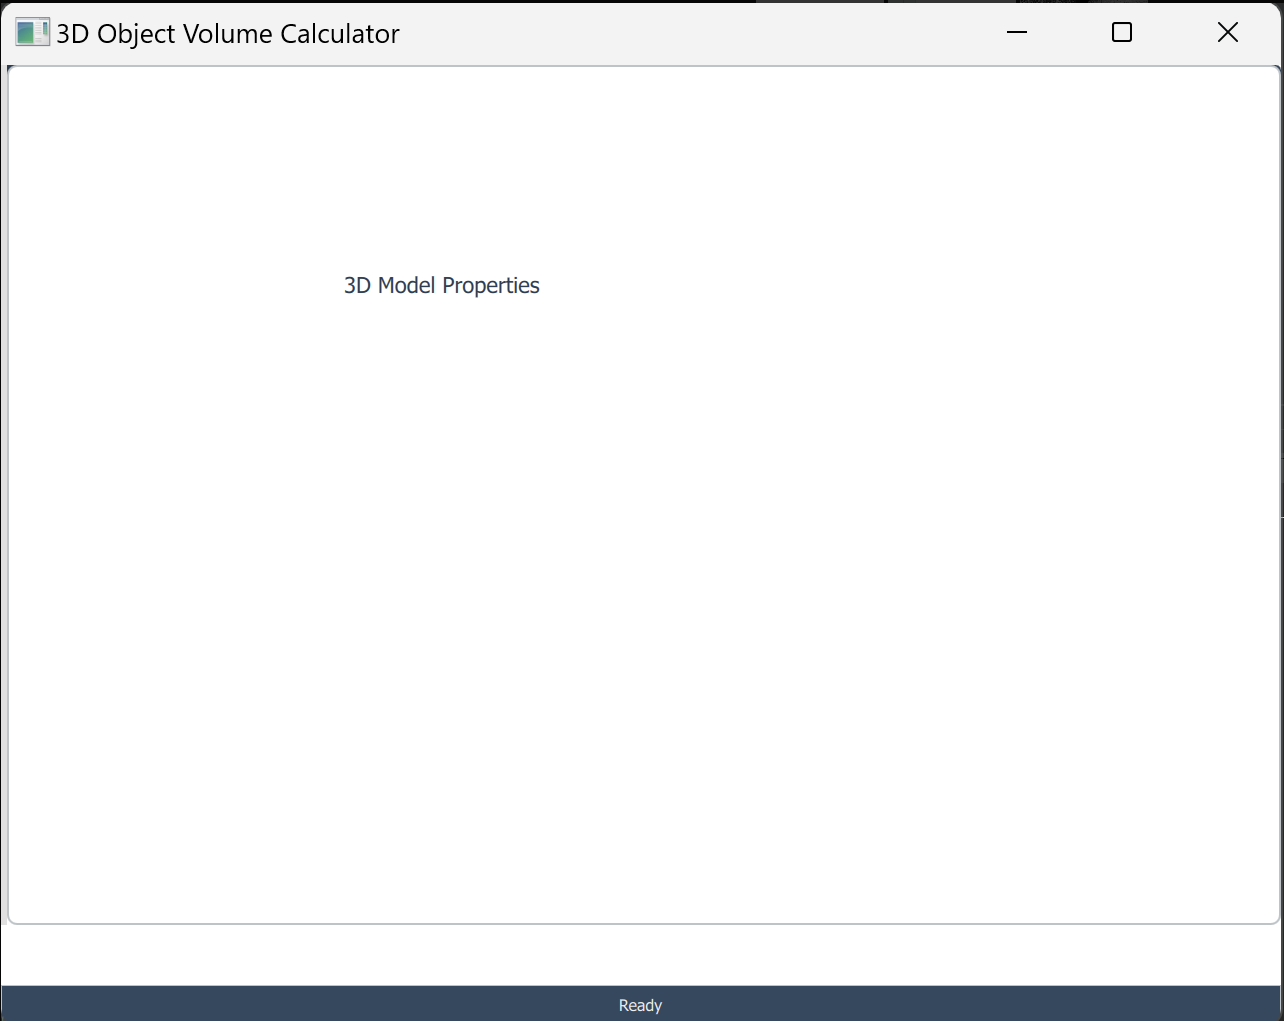 3D Object Volume Calculator
3D Model Properties
Ready